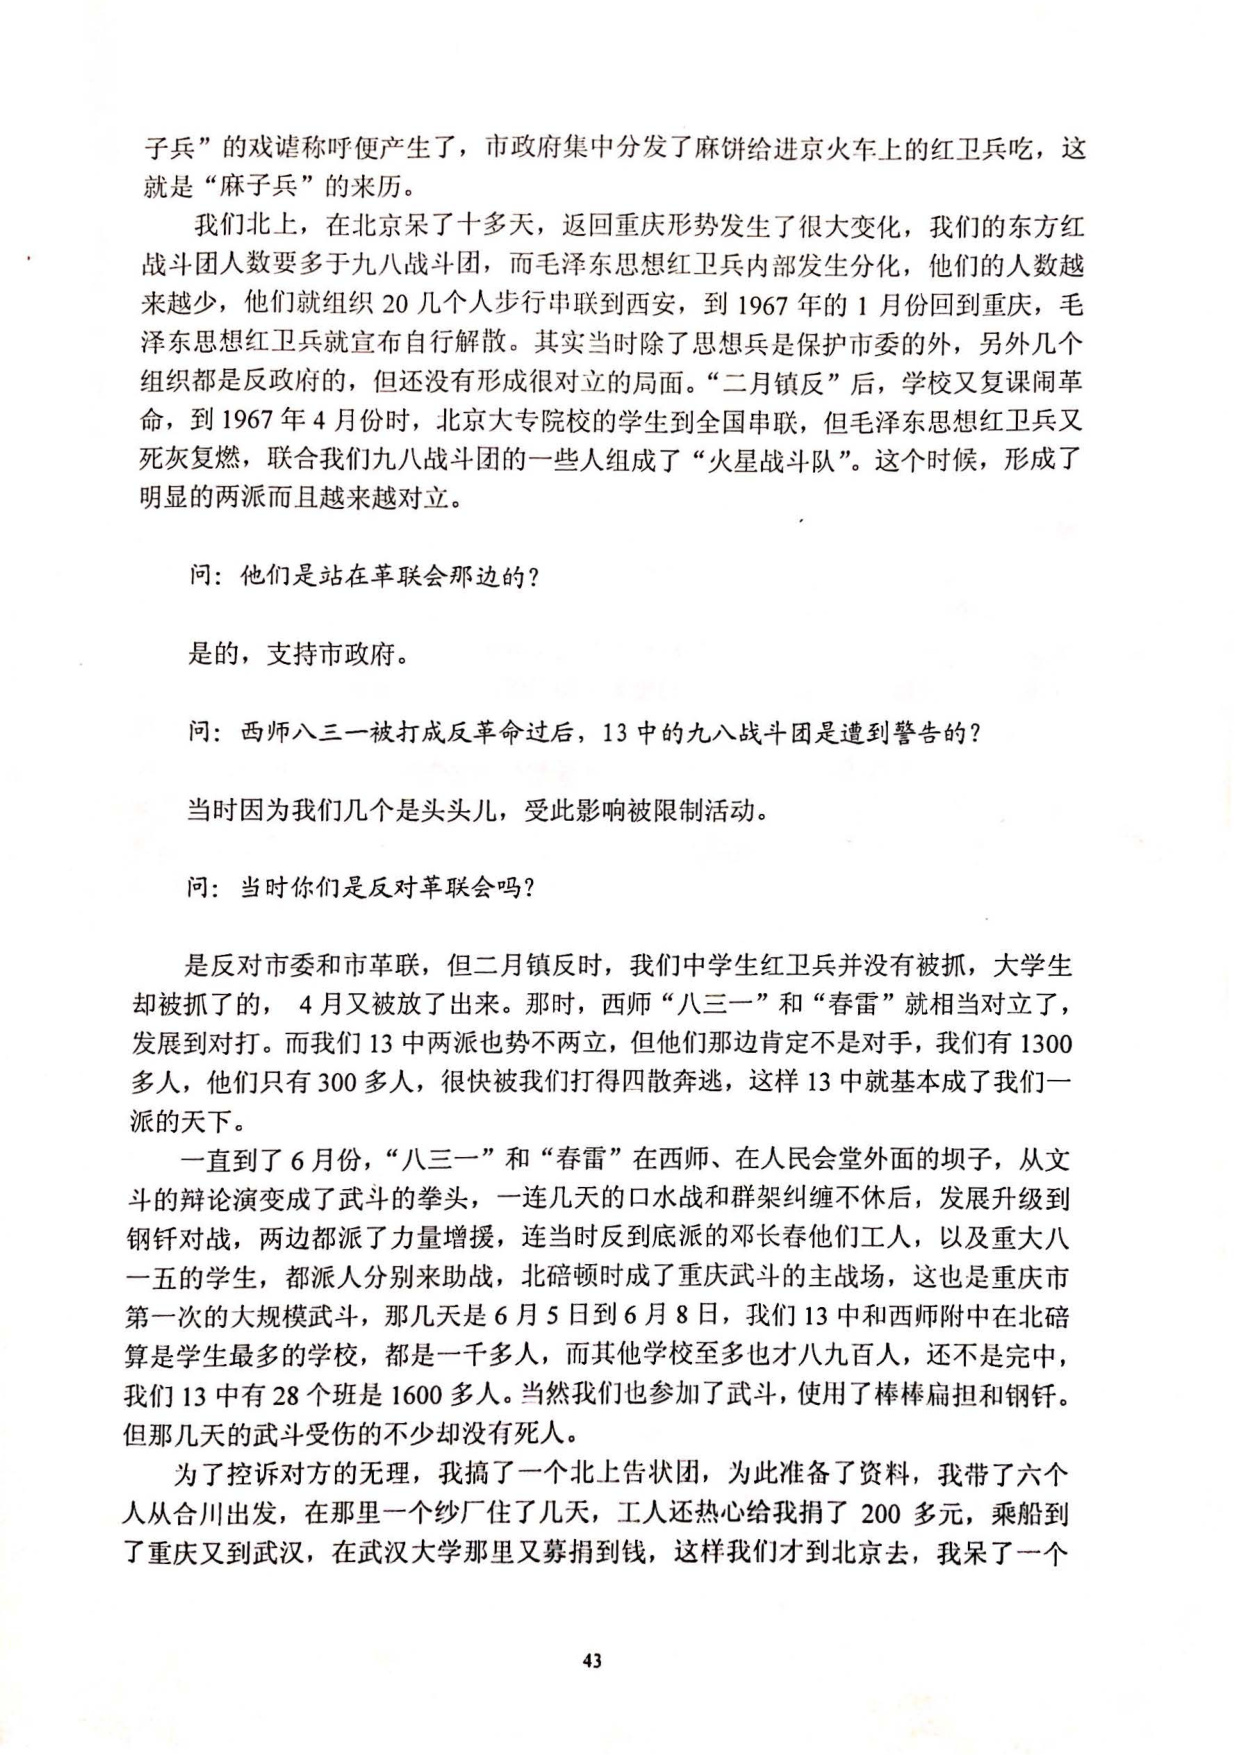 子兵”的戏谑称呼便产生了，市政府集中分发了麻饼给进京火车上的红卫兵吃，这
就是“麻子兵”的来历。
我们北上，在北京呆了十多天，返回重庆形势发生了很大变化，我们的东方红
战斗团人数要多于九八战斗团，而毛泽东思想红卫兵内部发生分化，他们的人数越
来越少，他们就组织 20 几个人步行串联到西安，到 1967 年的 1 月份回到重庆，毛
泽东思想红卫兵就宣布自行解散。其实当时除了思想兵是保护市委的外，另外几个
组织都是反政府的，但还没有形成很对立的局面。“二月镇反”后，学校又复课闹革
命，到 1967 年 4 月份时，北京大专院校的学生到全国串联，但毛泽东思想红卫兵又
死灰复燃，联合我们九八战斗团的一些人组成了“火星战斗队”。这个时候，形成了
明显的两派而且越来越对立。
问：他们是站在革联会那边的？
是的，支持市政府。
问：西师八三一被打成反革命过后，13 中的九八战斗团是遭到警告的？
当时因为我们几个是头头儿，受此影响被限制活动。
问：当时你们是反对革联会吗？
是反对市委和市革联，但二月镇反时，我们中学生红卫兵并没有被抓，大学生
却被抓了的， 4 月又被放了出来。那时，西师“八三一”和“春雷”就相当对立了，
发展到对打。而我们 13 中两派也势不两立，但他们那边肯定不是对手，我们有 1300
多人，他们只有 300 多人，很快被我们打得四散奔逃，这样 13 中就基本成了我们一
派的天下。
一直到了 6 月份，“八三一”和“春雷”在西师、在人民会堂外面的坝子，从文
斗的辩论演变成了武斗的拳头，一连几天的口水战和群架纠缠不休后，发展升级到
钢钎对战，两边都派了力量增援，连当时反到底派的邓长春他们工人，以及重大八
一五的学生，都派人分别来助战，北碚顿时成了重庆武斗的主战场，这也是重庆市
第一次的大规模武斗，那几天是 6 月 5 日到 6 月 8 日，我们 13 中和西师附中在北碚
算是学生最多的学校，都是一千多人，而其他学校至多也才八九百人，还不是完中，
我们 13 中有 28 个班是 1600 多人。当然我们也参加了武斗，使用了棒棒扁担和钢钎。
但那几天的武斗受伤的不少却没有死人。
为了控诉对方的无理，我搞了一个北上告状团，为此准备了资料，我带了六个
人从合川出发，在那里一个纱厂住了几天，工人还热心给我捐了 200 多元，乘船到
了重庆又到武汉，在武汉大学那里又募捐到钱，这样我们才到北京去，我呆了一个
43